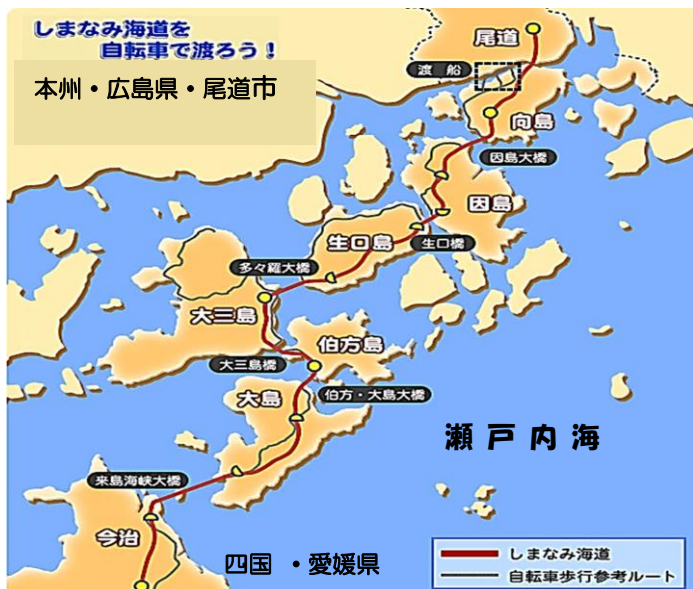 しまなみ海道を
自転車で渡ろう！
本州・広島県・尾道市
尾道
渡船
向島
因島大橋
因島
生口島
生口橋
多々羅大橋
大三島
伯方島
大三島橋
大島
伯方・大島大橋
瀬戸内海
来島海峡大橋
今治
四国 ・愛媛県
しまなみ海道
自転車歩行参考ルート